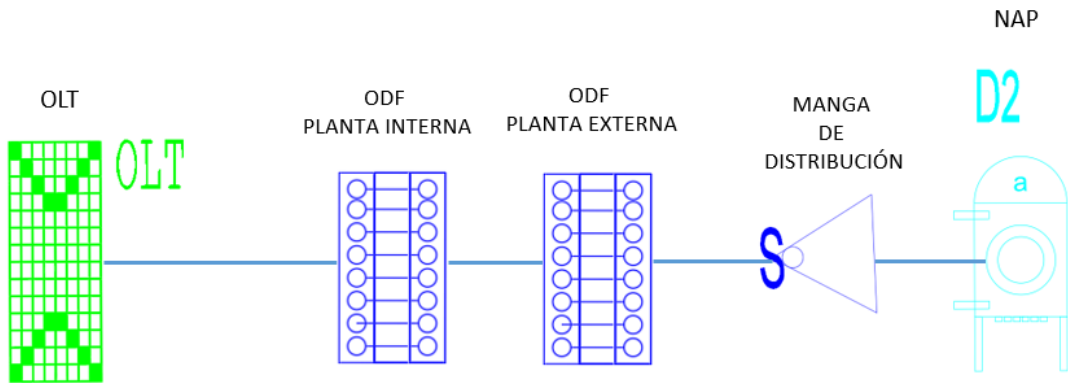 NAP
D2
OLT
OLT
ODF
PLANTA INTERNA
ODF
PLANTA EXTERNA
MANGA
DE
DISTRIBUCIÓN
S
a